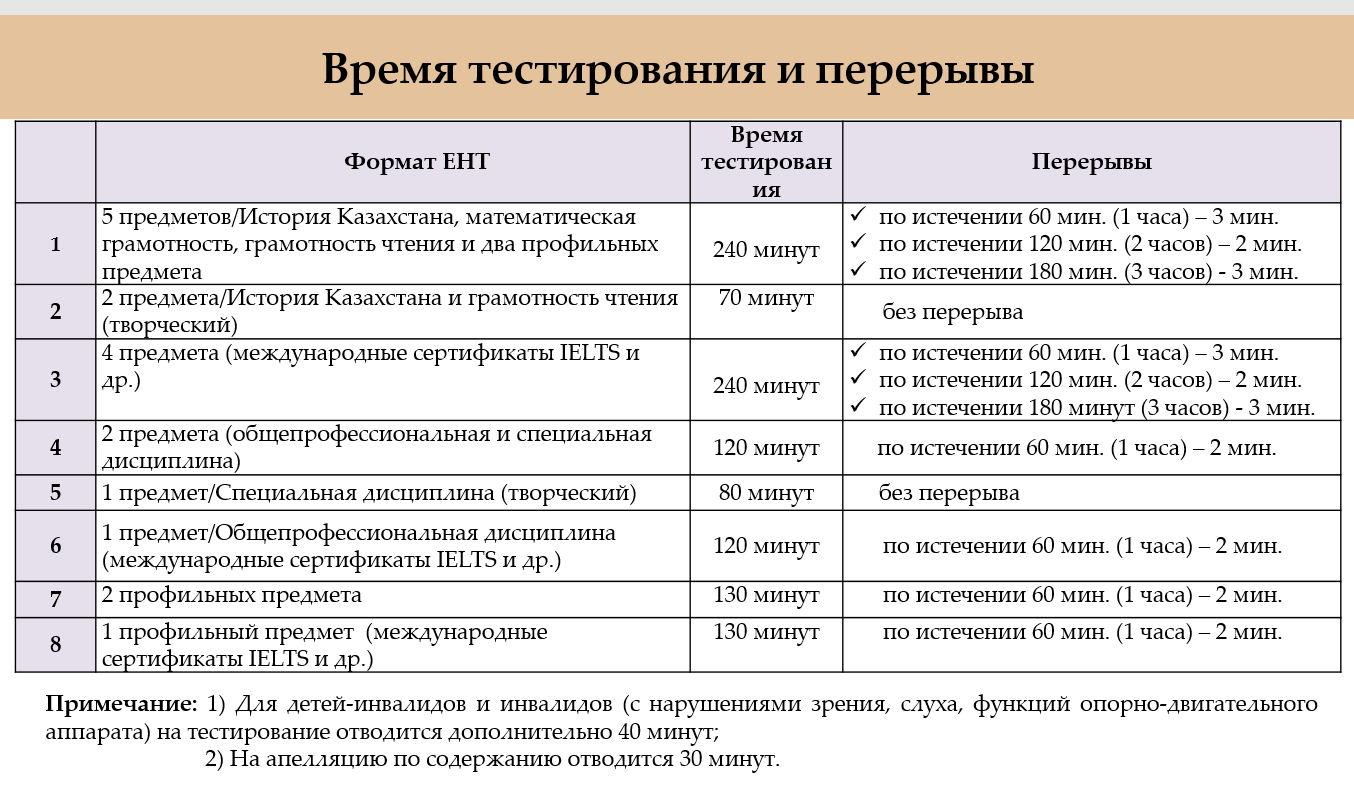 Время тестирования и перерывы
Формат ЕНТ
Время
тестирован
ия
Перерывы
1
5 предметов/История Казахстана, математическая
грамотность, грамотность чтения и два профильных
предмета
240 минут
✓ по истечении 60 мин. (1 часа) – 3 мин.
✓ по истечении 120 мин. (2 часов) – 2 мин.
✓ по истечении 180 мин. (3 часов) - 3 мин.
2
2 предмета/История Казахстана и грамотность чтения
(творческий)
70 минут
без перерыва
3
4 предмета (международные сертификаты IELTS и
др.)
240 минут
✓ по истечении 60 мин. (1 часа) – 3 мин.
✓ по истечении 120 мин. (2 часов) – 2 мин.
✓ по истечении 180 минут (3 часов) - 3 мин.
4
2 предмета (общепрофессиональная и специальная
дисциплина)
120 минут
по истечении 60 мин. (1 часа) – 2 мин.
5
1 предмет/Специальная дисциплина (творческий)
80 минут
без перерыва
6
1 предмет/Общепрофессиональная дисциплина
(международные сертификаты IELTS и др.)
120 минут
по истечении 60 мин. (1 часа) – 2 мин.
7
2 профильных предмета
130 минут
по истечении 60 мин. (1 часа) – 2 мин.
8
1 профильный предмет (международные
сертификаты IELTS и др.)
130 минут
по истечении 60 мин. (1 часа) – 2 мин.
Примечание: 1) Для детей-инвалидов и инвалидов (с нарушениями зрения, слуха, функций опорно-двигательного
аппарата) на тестирование отводится дополнительно 40 минут;
2) На апелляцию по содержанию отводится 30 минут.